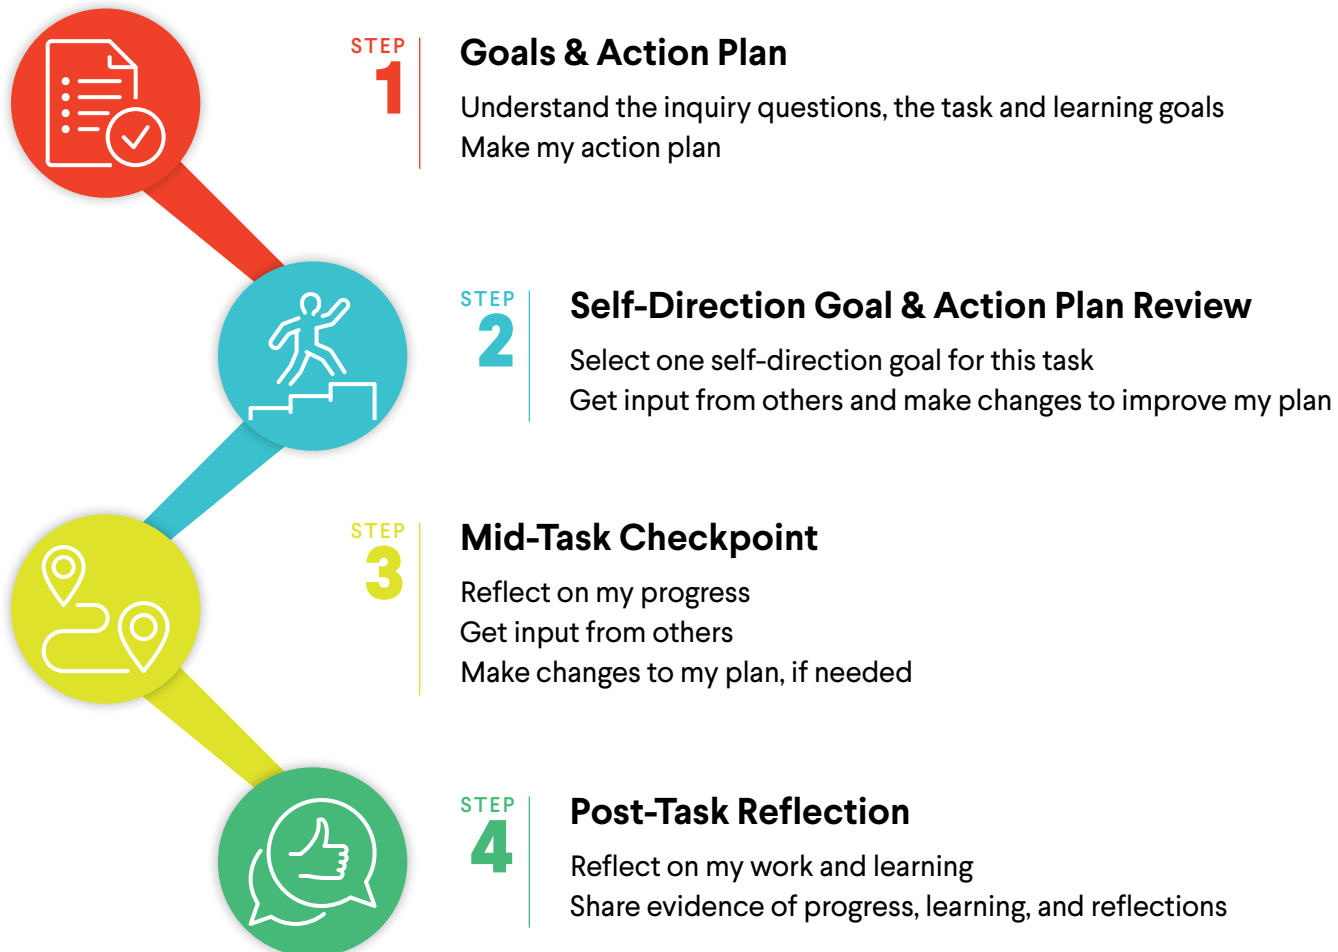 STEP
1
Goals & Action Plan
Understand the inquiry questions, the task and learning goals
Make my action plan
STEP
2
Self-Direction Goal & Action Plan Review
Select one self-direction goal for this task
Get input from others and make changes to improve my plan
STEP
3
Mid-Task Checkpoint
Reflect on my progress
Get input from others
Make changes to my plan, if needed
STEP
4
Post-Task Reflection
Reflect on my work and learning
Share evidence of progress, learning, and reflections